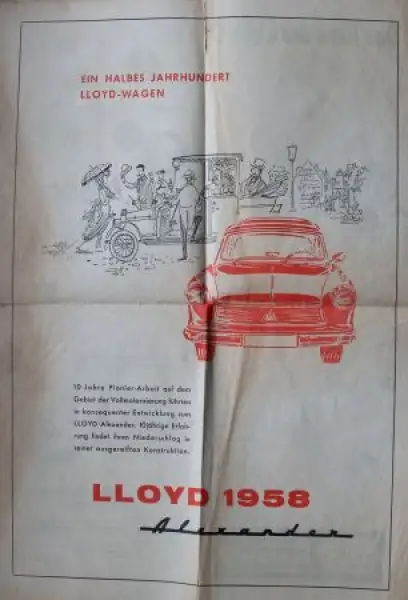 EIN HALBES JAHRHUNDERT
LLOYD-WAGEN
10 Jahre Pionier-Arbeit auf dem
Gebiet der Vollmotorisierung führten
in konsequenter Entwicklung zum
LLOYD Alexander. 10jährige Erfah-
rung findet ihren Niederschlag in
seiner ausgereiften Konstruktion.
LLOYD 1958
Alexander